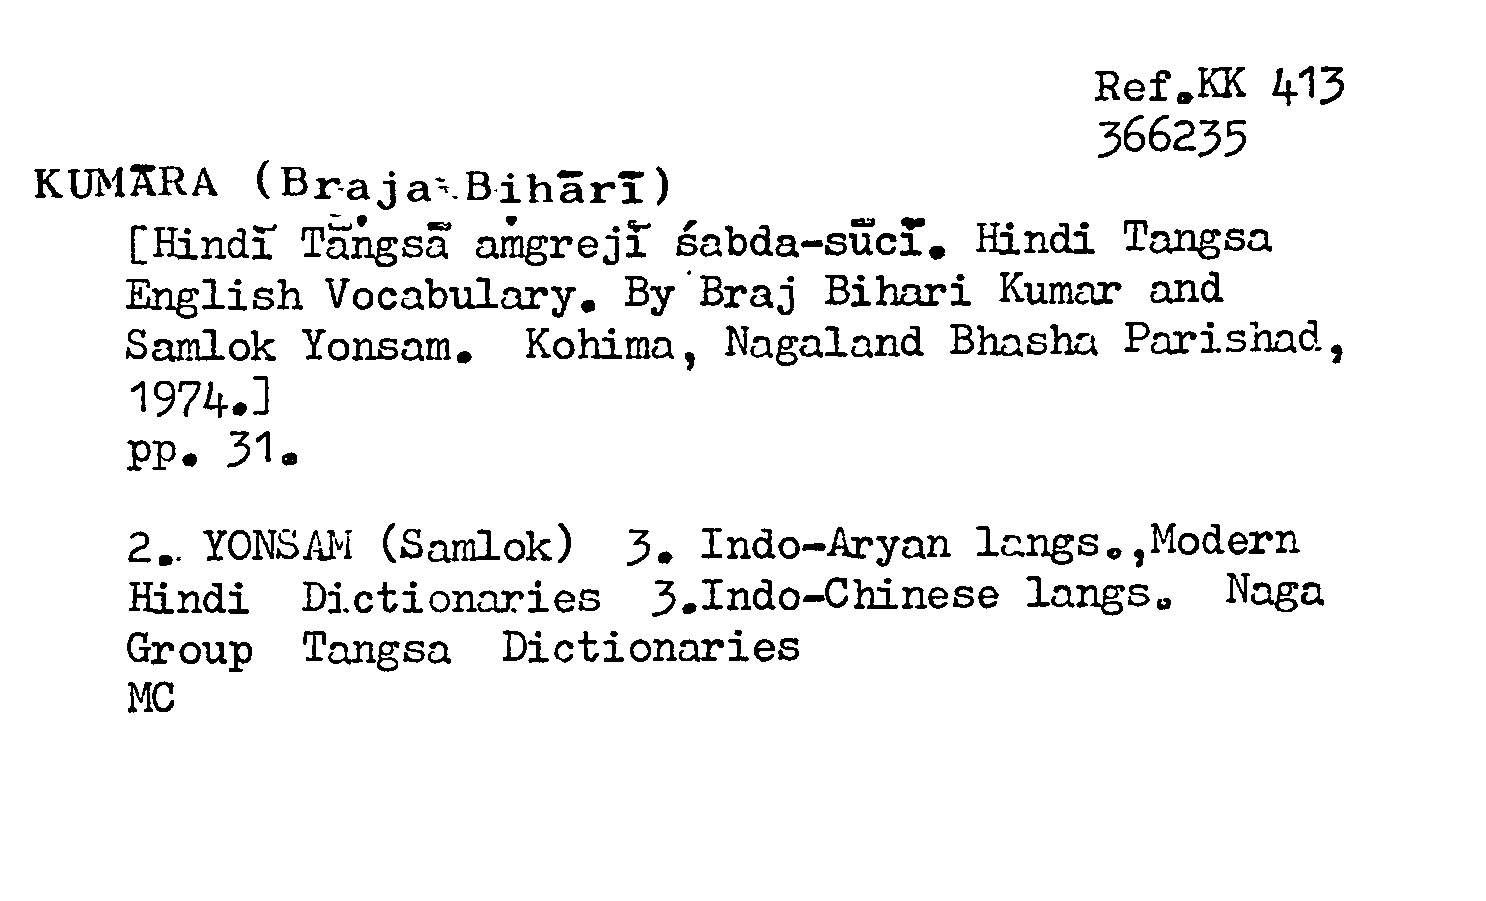 Ref.KK 413
366235
KUMĀRA (Braja Bihārī)
[Hindī Tāṅgsā aṁgrejī śabda-sūcī. Hindi Tangsa
English Vocabulary. By Braj Bihari Kumar and
Samlok Yonsam. Kohima, Nagaland Bhasha Parishad,
1974.]
pp. 31.
2. YONSAM (Samlok) 3. Indo-Aryan langs.,Modern
Hindi Dictionaries 3.Indo-Chinese langs. Naga
Group Tangsa Dictionaries
MC